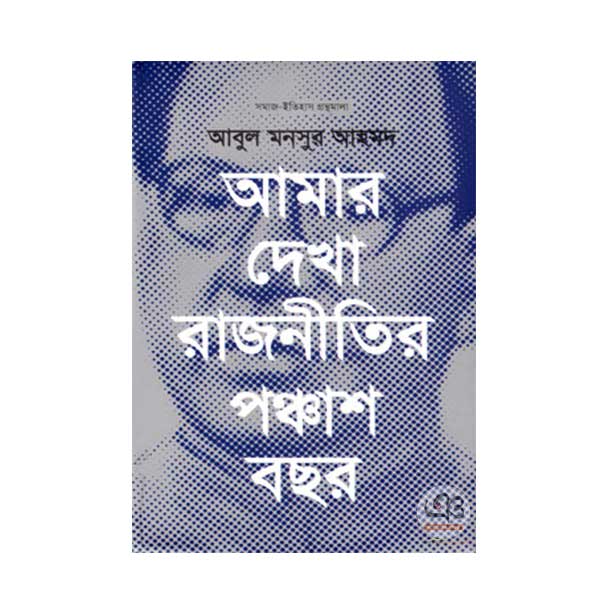 সমাজ-ইতিহাস গ্রন্থমালা
আবুল মনসুর আহমদ
আমার
দেখা
রাজনীতির
পঞ্চাশ
বছর